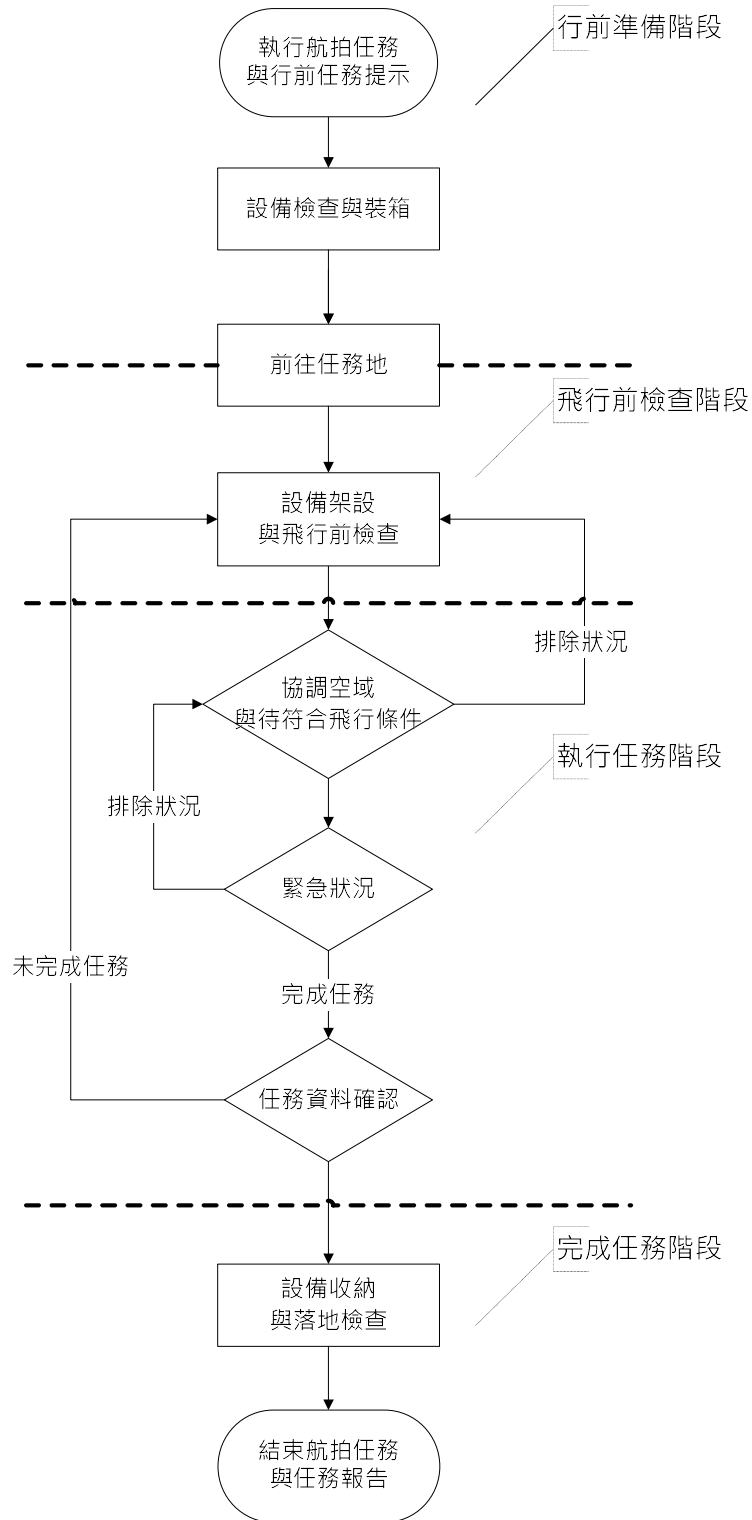 執行航拍任務
與行前任務提示
行前準備階段
設備檢查與裝箱
前往任務地
飛行前檢查階段
設備架設
與飛行前檢查
排除狀況
協調空域
與待符合飛行條件
執行任務階段
排除狀況
緊急狀況
未完成任務
完成任務
任務資料確認
完成任務階段
設備收納
與落地檢查
結束航拍任務
與任務報告